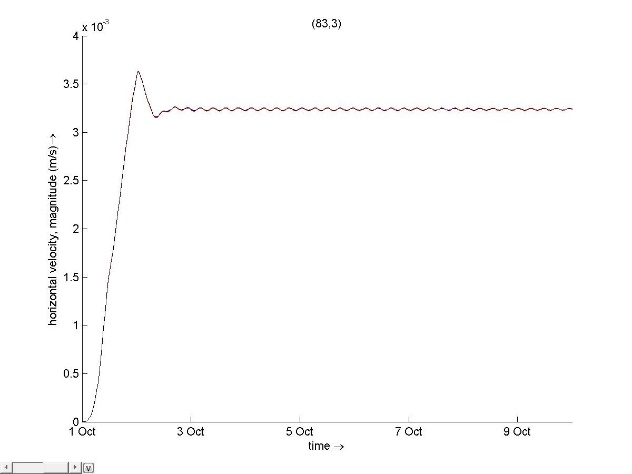 (83,3)
x 10-3
4
3.5
3
2.5
2
1.5
1
0.5
0
horizontal velocity, magnitude (m/s) →
1 Oct 3 Oct 5 Oct 7 Oct 9 Oct
time →
v